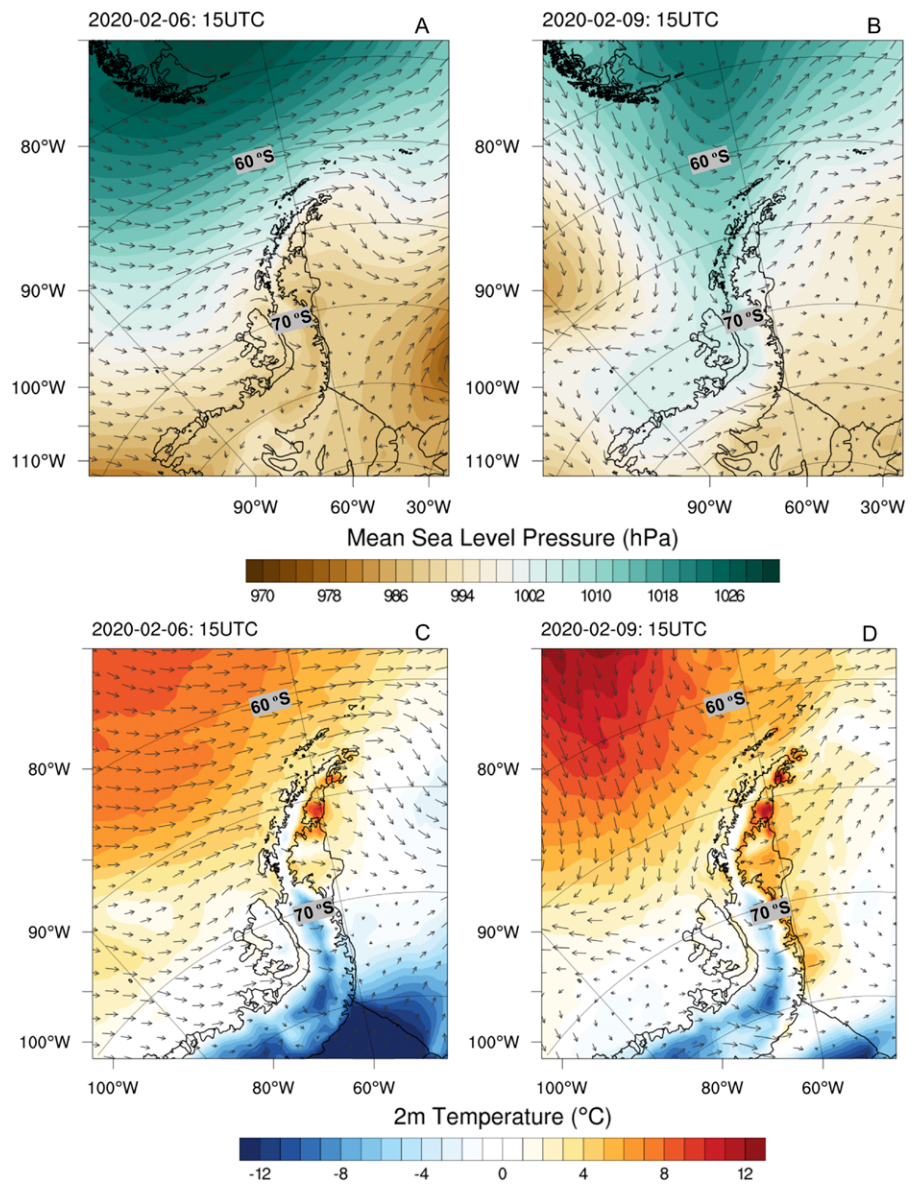 2020-02-06: 15UTC A
2020-02-09: 15UTC B
60 °S
60 °S
80°W
80°W
90°W
90°W
70 °S
70 °S
100°W
100°W
110°W
110°W
90°W 60°W 30°W
90°W 60°W 30°W
Mean Sea Level Pressure (hPa)
970 978 986 994 1002 1010 1018 1026
2020-02-06: 15UTC C
2020-02-09: 15UTC D
60 °S
60 °S
80°W
80°W
70 °S
70 °S
90°W
90°W
100°W
100°W
100°W 80°W 60°W
100°W 80°W 60°W
2m Temperature (°C)
-12 -8 -4 0 4 8 12